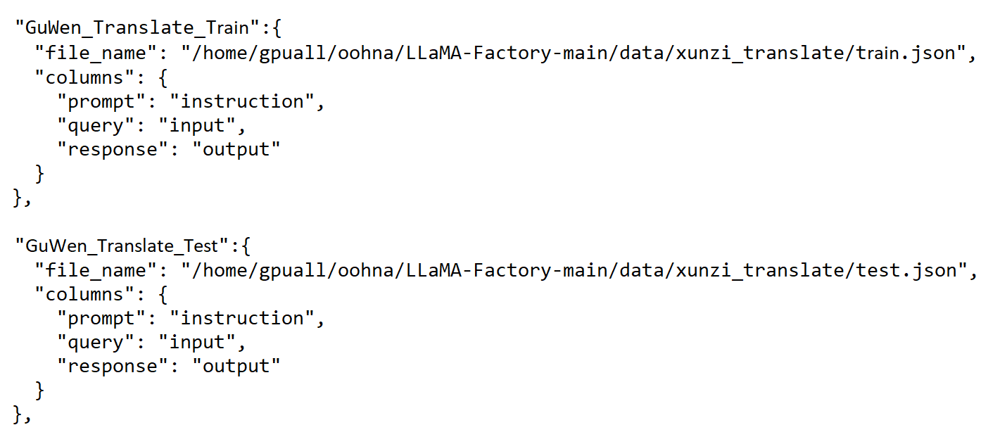 "GuWen_Translate_Train":{
  "file_name": "/home/gpuall/oohna/LLaMA-Factory-main/data/xunzi_translate/train.json",
  "columns": {
    "prompt": "instruction",
    "query": "input",
    "response": "output"
  }
},

"GuWen_Translate_Test":{
  "file_name": "/home/gpuall/oohna/LLaMA-Factory-main/data/xunzi_translate/test.json",
  "columns": {
    "prompt": "instruction",
    "query": "input",
    "response": "output"
  }
},